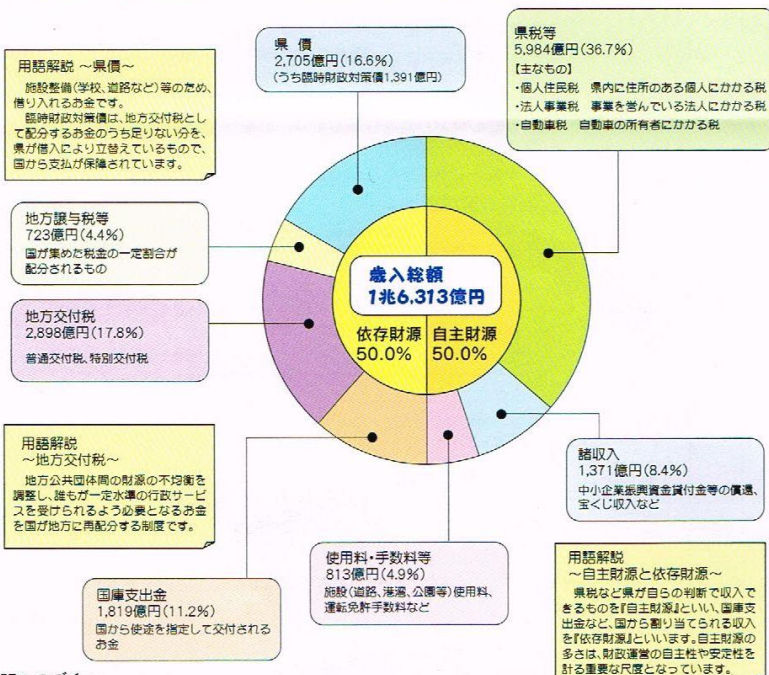 県 債
2,705億円(16.6%)
(うち臨時財政対策債1,391億円)
県税等
5,984億円(36.7%)
【主なもの】
・個人住民税　県内に住所のある個人にかかる税
・法人事業税　事業を営んでいる法人にかかる税
・自動車税　自動車の所有者にかかる税
用語解説 ～県債～
施設整備(学校、道路など)等のため、
借り入れるお金です。
臨時財政対策債は、地方交付税とし
て配分するお金のうち足りない分を、
県が借入により立替えているもので、
国から支払が保障されています。
地方譲与税等
723億円(4.4%)
国が集めた税金の一定割合が
配分されるもの
歳入総額
1兆6,313億円
依存財源
50.0%
自主財源
50.0%
地方交付税
2,898億円(17.8%)
普通交付税、特別交付税
用語解説
～地方交付税～
地方公共団体間の財源の不均衡を
調整し、誰もが一定水準の行政サービ
スを受けられるよう必要となるお金
を国が地方に再配分する制度です。
諸収入
1,371億円(8.4%)
中小企業振興資金貸付金等の償還、
宝くじ収入など
使用料・手数料等
813億円(4.9%)
施設(道路、港湾、公園等)使用料、
運転免許手数料など
国庫支出金
1,819億円(11.2%)
国から使途を指定して交付される
お金
用語解説
～自主財源と依存財源～
県税など県が自らの判断で収入で
きるものを『自主財源』といい、国庫支
出金など、国から割り当てられる収入
を『依存財源』といいます。自主財源の
多さは、財政運営の自主性や安定性を
計る重要な尺度となっています。